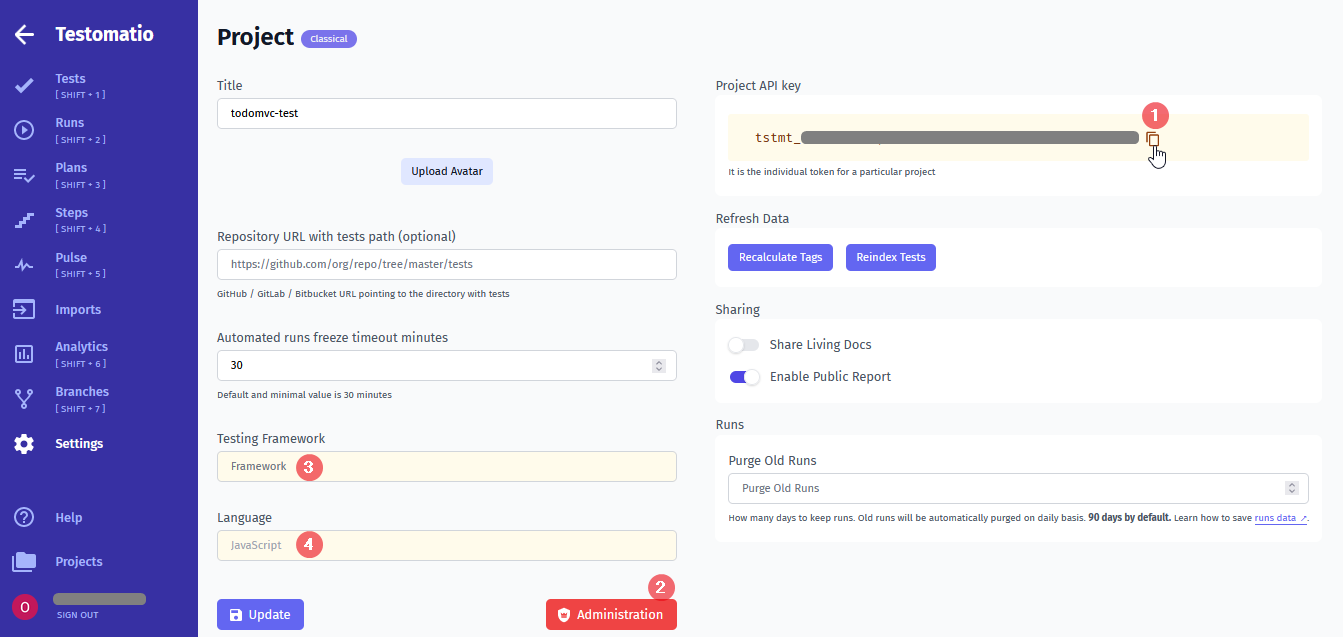 Testomatio
Tests
[ SHIFT + 1 ]
Runs
[ SHIFT + 2 ]
Plans
[ SHIFT + 3 ]
Steps
[ SHIFT + 4 ]
Pulse
[ SHIFT + 5 ]
Imports
Analytics
[ SHIFT + 6 ]
Branches
[ SHIFT + 7 ]
Settings
Help
Projects
O
SIGN OUT
Project Classical
Title
todomvc-test
Upload Avatar
Repository URL with tests path (optional)
https://github.com/org/repo/tree/master/tests
GitHub / GitLab / Bitbucket URL pointing to the directory with tests
Automated runs freeze timeout minutes
30
Default and minimal value is 30 minutes
Testing Framework
Framework 3
Language
JavaScript 4
2
Update Administration
Project API key
1
tstmt_
It is the individual token for a particular project
Refresh Data
Recalculate Tags Reindex Tests
Sharing
Share Living Docs
Enable Public Report
Runs
Purge Old Runs
Purge Old Runs
How many days to keep runs. Old runs will be automatically purged on daily basis. 90 days by default. Learn how to save runs data ↗.